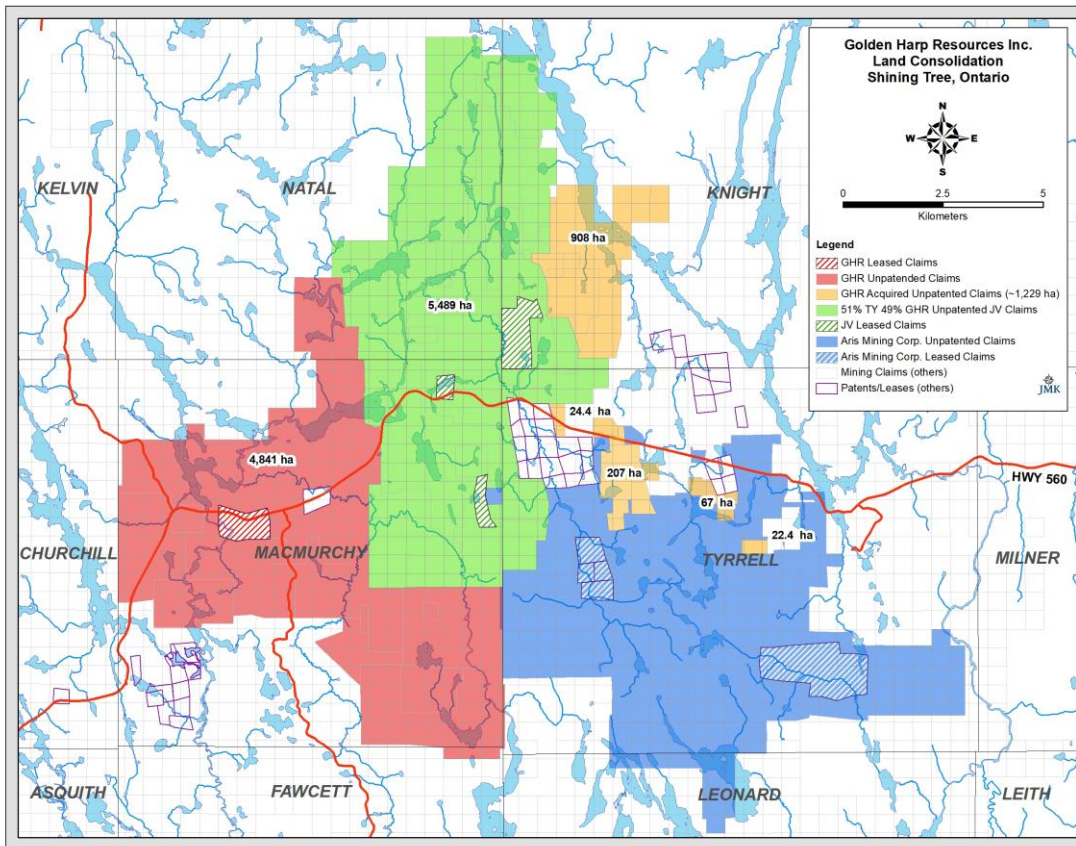 Golden Harp Resources Inc.
Land Consolidation
Shining Tree, Ontario
N
W
E
S
0
2.5
5
Kilometers
Legend
GHR Leased Claims
GHR Unpatended Claims
GHR Acquired Unpatented Claims (~1,229 ha)
51% TY 49% GHR Unpatented JV Claims
JV Leased Claims
Aris Mining Corp. Unpatented Claims
Aris Mining Corp. Leased Claims
Mining Claims (others)
Patents/Leases (others)
JMK
KELVIN
NATAL
KNIGHT
908 ha
5,489 ha
24.4 ha
4,841 ha
207 ha
HWY 560
67 ha
22.4 ha
CHURCHILL
MACMURCHY
TYRRELL
MILNER
ASQUITH
FAWCETT
LEONARD
LEITH